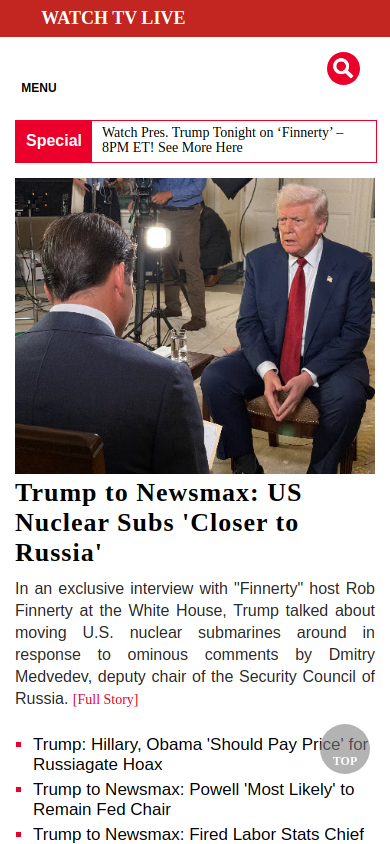 WATCH TV LIVE
MENU
Special
Watch Pres. Trump Tonight on ‘Finnerty’ –
8PM ET! See More Here
Trump to Newsmax: US
Nuclear Subs 'Closer to
Russia'
In an exclusive interview with "Finnerty" host Rob
Finnerty at the White House, Trump talked about
moving U.S. nuclear submarines around in
response to ominous comments by Dmitry
Medvedev, deputy chair of the Security Council of
Russia. [Full Story]
Trump: Hillary, Obama 'Should Pay Price for
Russiagate Hoax
TOP
Trump to Newsmax: Powell 'Most Likely' to
Remain Fed Chair
Trump to Newsmax: Fired Labor Stats Chief